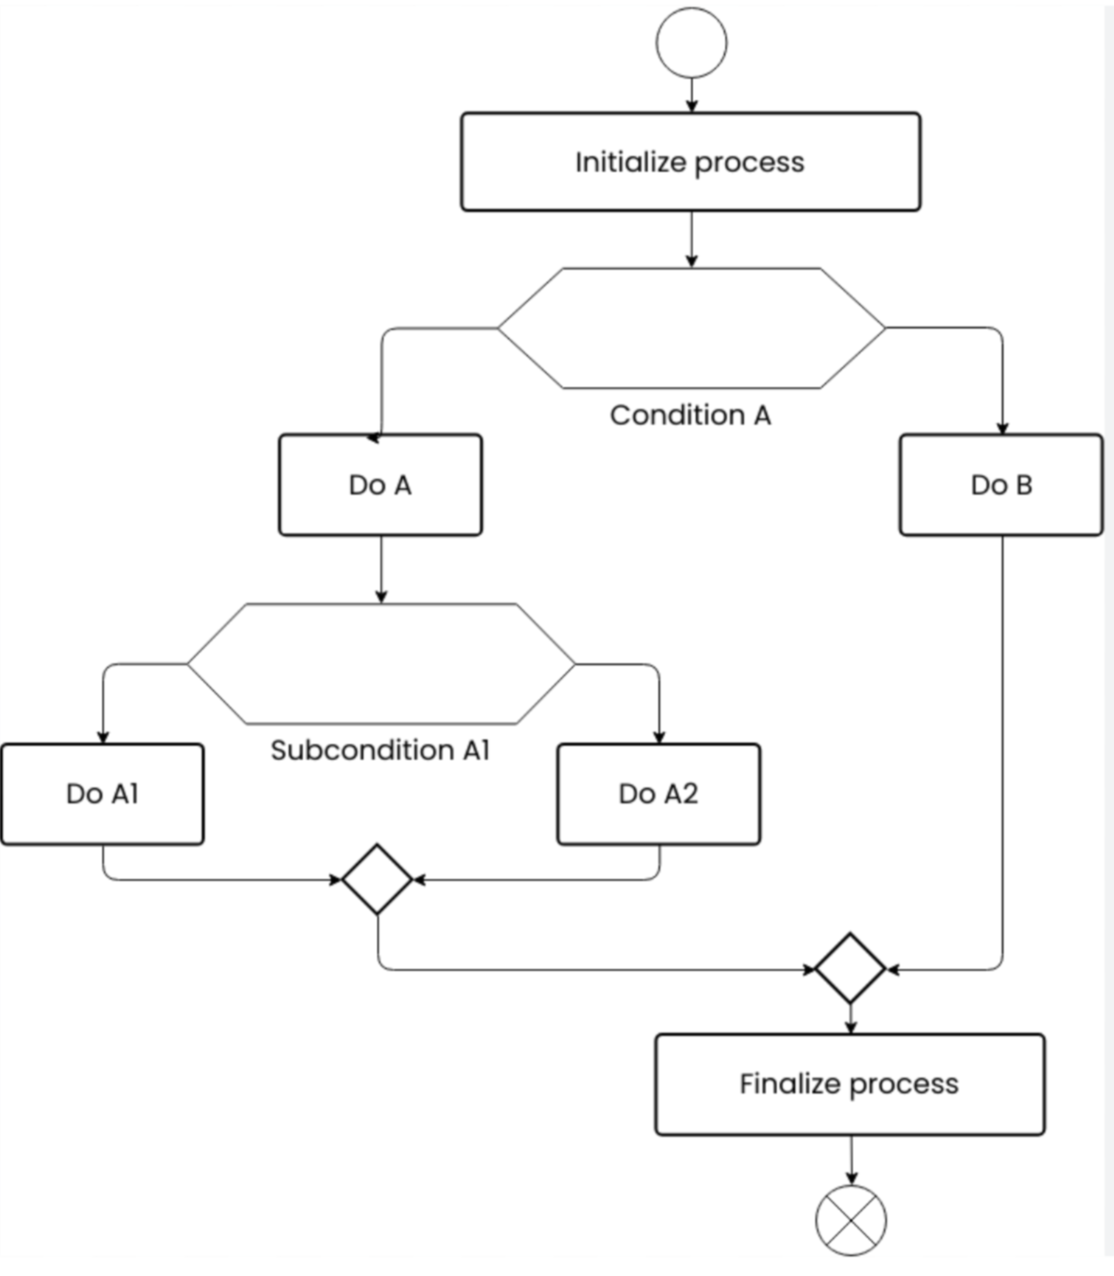 Initialize process
Condition A
Do A
Do B
Subcondition A1
Do A1
Do A2
Finalize process